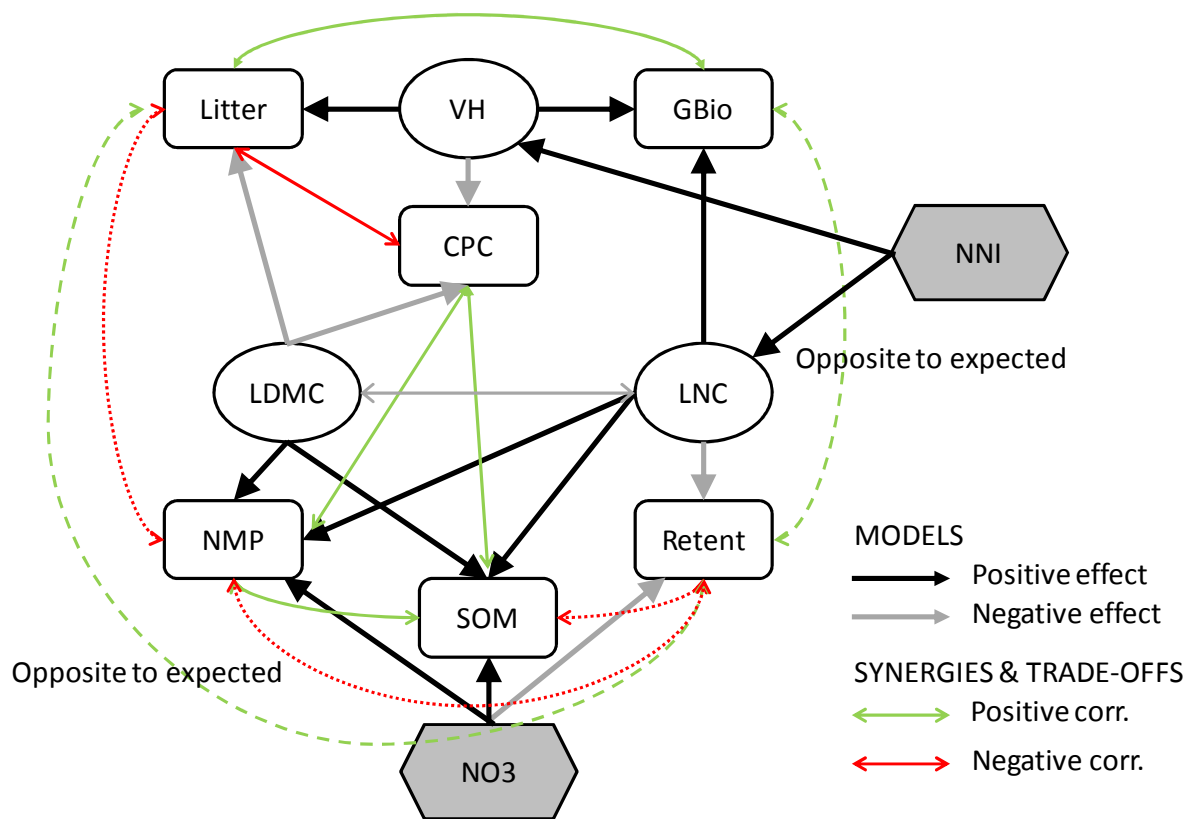 Litter
VH
GBio
CPC
NNI
Opposite to expected
LDMC
LNC
NMP
SOM
Retent
Opposite to expected
NO3
MODELS
Positive effect
Negative effect
SYNERGIES & TRADE-OFFS
Positive corr.
Negative corr.